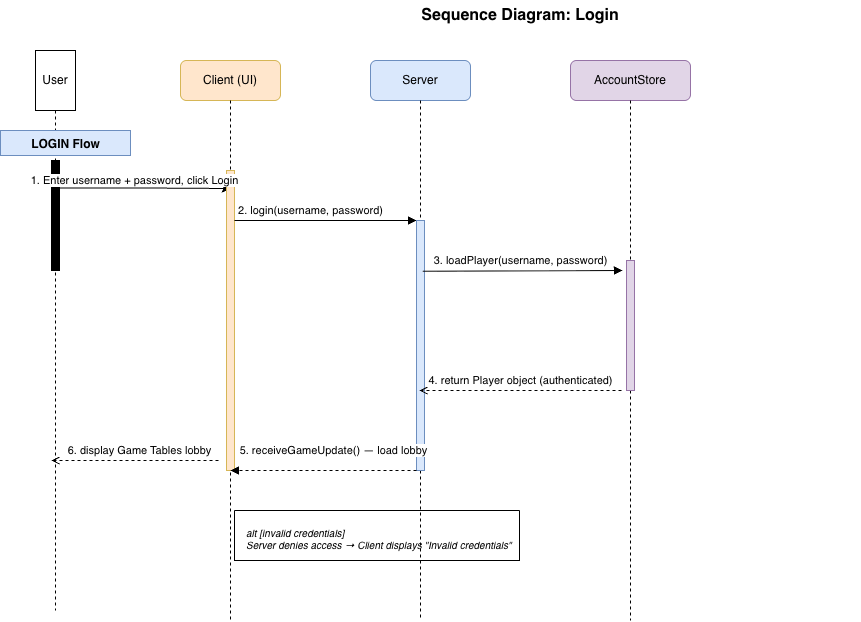 Sequence Diagram: Login
User
Client (UI)
Server
AccountStore
LOGIN Flow
1. Enter username + password, click Login
2. login(username, password)
3. loadPlayer(username, password)
4. return Player object (authenticated)
6. display Game Tables lobby
5. receiveGameUpdate() — load lobby
alt [invalid credentials]
Server denies access → Client displays "Invalid credentials"